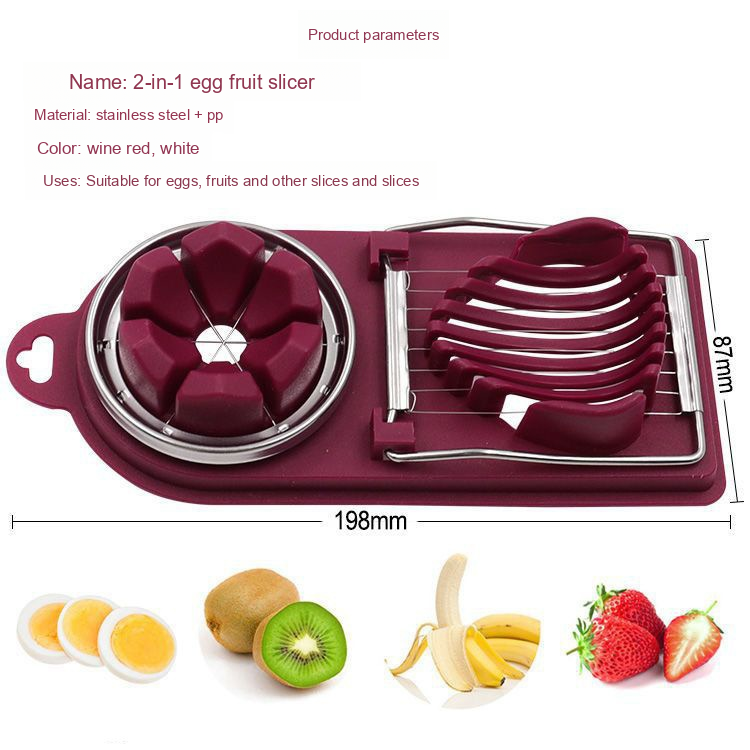 Product parameters
Name: 2-in-1 egg fruit slicer
Material: stainless steel + pp
Color: wine red, white
Uses: Suitable for eggs, fruits and other slices and slices
87mm
198mm